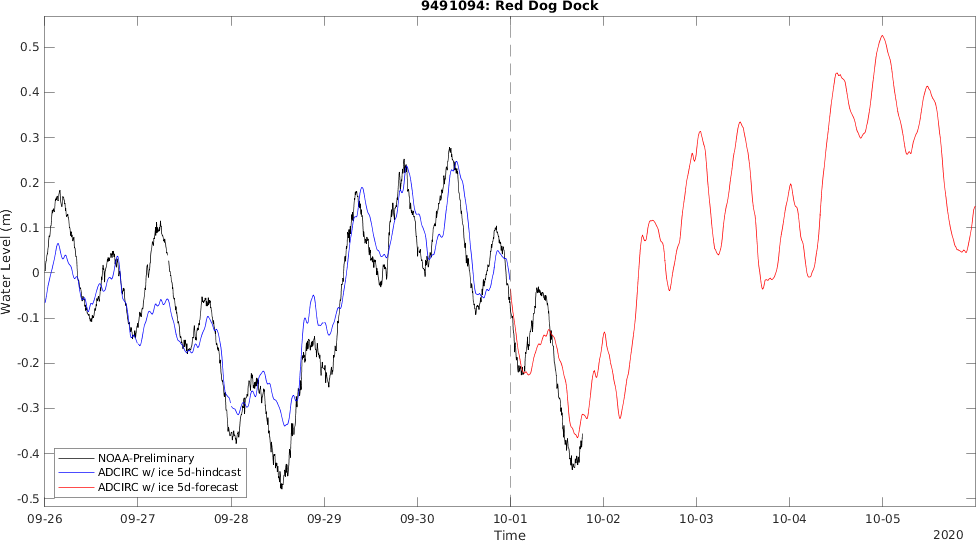 9491094: Red Dog Dock
Water Level (m)
0.5
0.4
0.3
0.2
0.1
0
-0.1
-0.2
-0.3
-0.4
-0.5
NOAA-Preliminary
ADCIRC w/ ice 5d-hindcast
ADCIRC w/ ice 5d-forecast
09-26 09-27 09-28 09-29 09-30 10-01 10-02 10-03 10-04 10-05
Time
2020